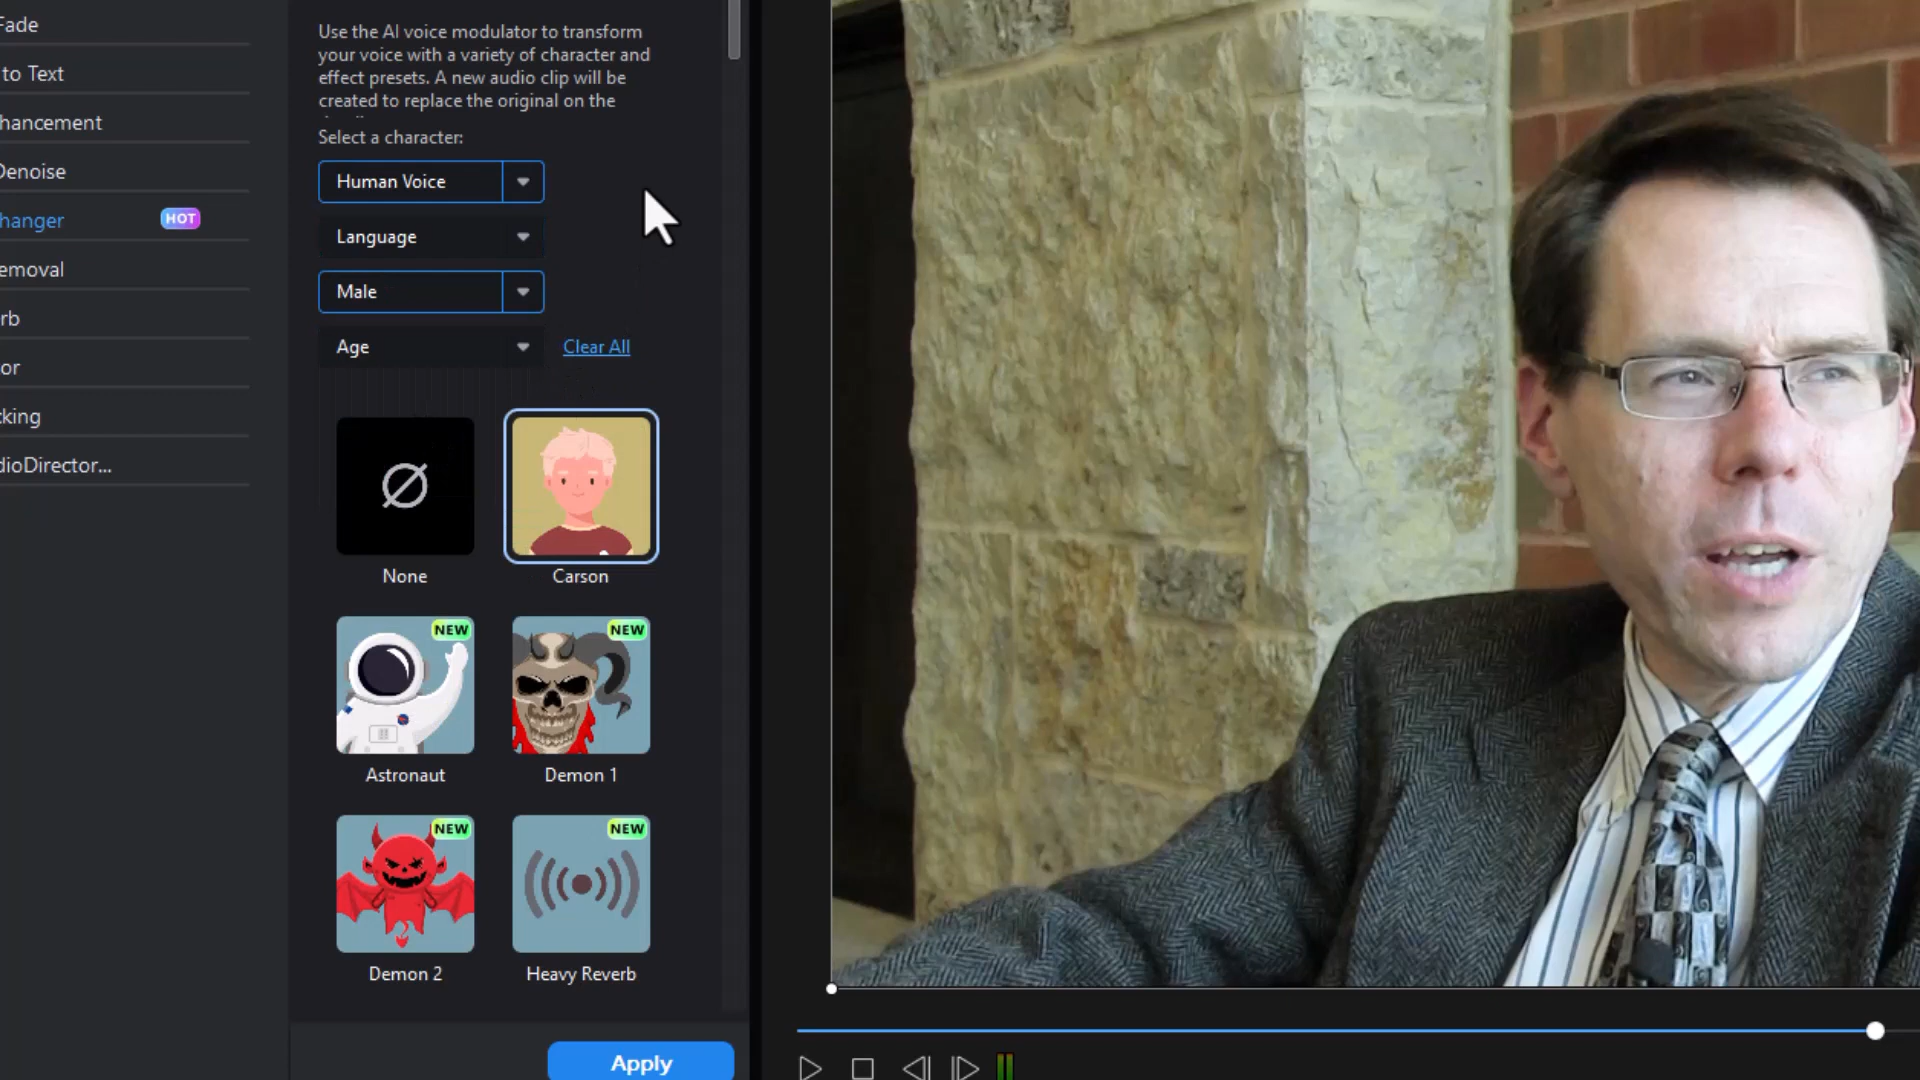 Fade
to Text
hancement
Denoise
hanger
HOT
emoval
rb
or
king
dioDirector...
Use the AI voice modulator to transform
your voice with a variety of character and
effect presets. A new audio clip will be
created to replace the original on the
Select a character:
Human Voice
Language
Male
Age
Clear All
None
Carson
NEW
NEW
Astronaut
Demon 1
NEW
NEW
Demon 2
Heavy Reverb
Apply